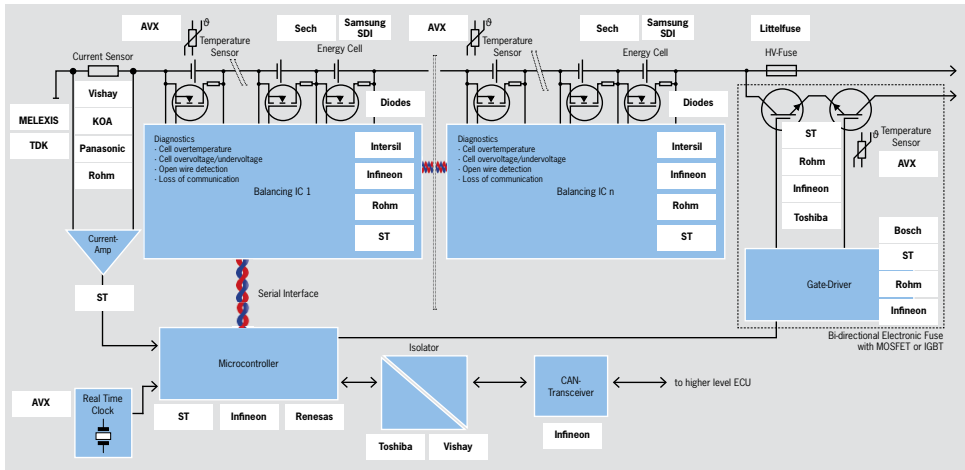 AVX
ϑ
Temperature
Sensor
Sech
Samsung
SDI
Energy Cell
AVX
ϑ
Temperature
Sensor
Sech
Samsung
SDI
Energy Cell
Littelfuse
HV-Fuse
Current Sensor
Vishay
KOA
Panasonic
Rohm
MELEXIS
TDK
Diodes
Diagnostics
- Cell overtemperature
- Cell overvoltage/undervoltage
- Open wire detection
- Loss of communication
Balancing IC 1
Intersil
Infineon
Rohm
ST
Diodes
Diagnostics
- Cell overtemperature
- Cell overvoltage/undervoltage
- Open wire detection
- Loss of communication
Balancing IC n
Intersil
Infineon
Rohm
ST
ST
Rohm
Infineon
Toshiba
ϑ
Temperature
Sensor
AVX
Current-
Amp
ST
Serial Interface
Gate-Driver
Bosch
ST
Rohm
Infineon
Bi-directional Electronic Fuse
with MOSFET or IGBT
Microcontroller
ST
Infineon
Renesas
Isolator
Toshiba
Vishay
CAN-
Transceiver
Infineon
to higher level ECU
AVX
Real Time
Clock